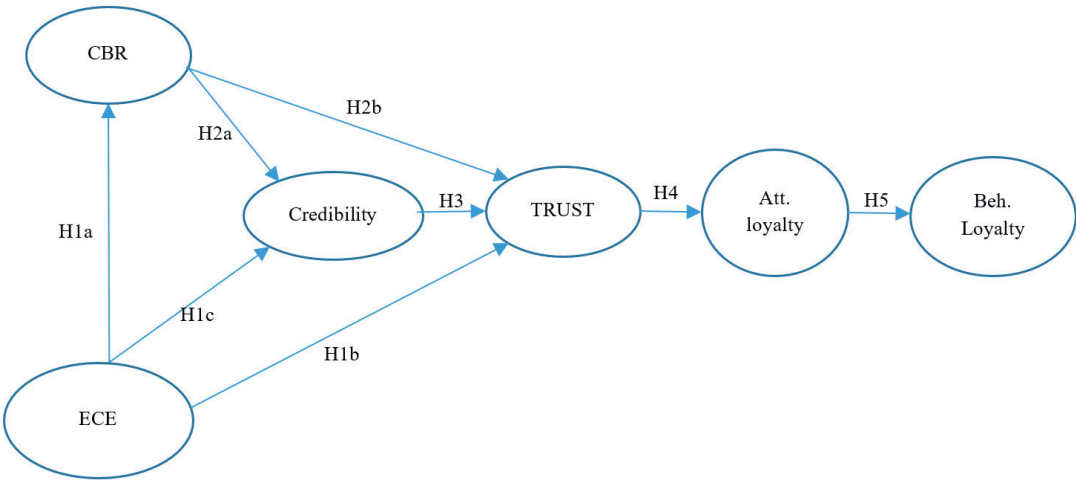 CBR
H2b
H2a
H3
H4
H5
Credibility
TRUST
Att.
loyalty
Beh.
Loyalty
H1a
H1c
H1b
ECE